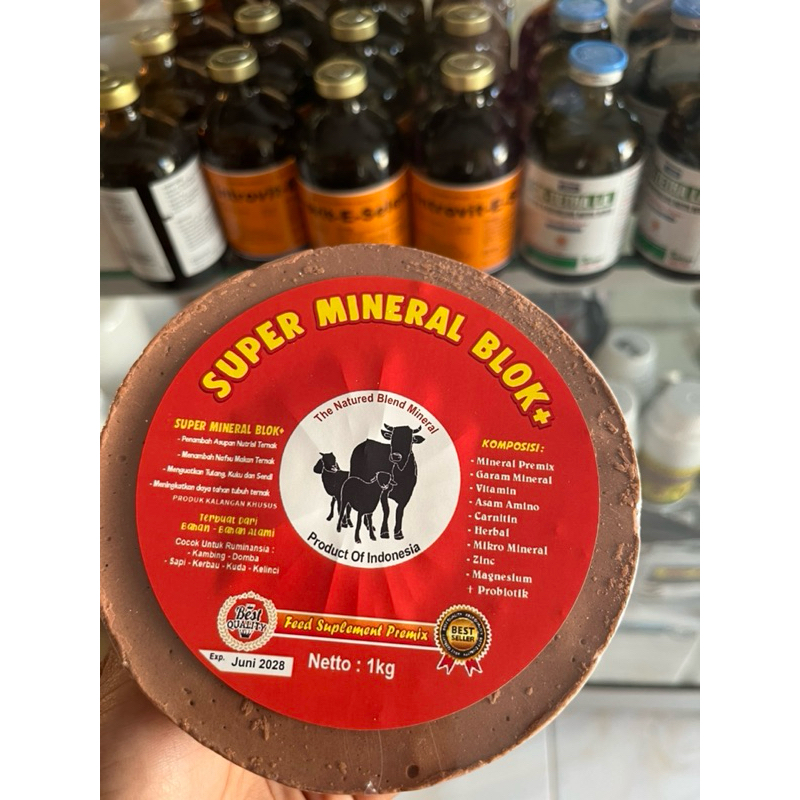 SUPER MINERAL BLOK+
The Natured Blend Mineral
Product Of Indonesia
SUPER MINERAL BLOK+
- Penambah Asupan Nutrisi Ternak
- Menambah Nafsu Makan Ternak
- Menguatkan Tulang, Kuku dan Sendi
- Meningkatkan daya tahan tubuh ternak
PRODUK KALANGAN KHUSUS
Terbuat Dari
Bahan - Bahan Alami
Cocok Untuk Ruminansia :
- Kambing - Domba
- Sapi - Kerbau - Kuda - Kelinci
KOMPOSISI :
- Mineral Premix
- Garam Mineral
- Vitamin
- Asam Amino
- Carnitin
- Herbal
- Mikro Mineral
- Zinc
- Magnesium
+ Probiotik
Best
QUALITY
Feed Suplement Premix
BEST
SELLER
Exp. Juni 2028
Netto : 1kg